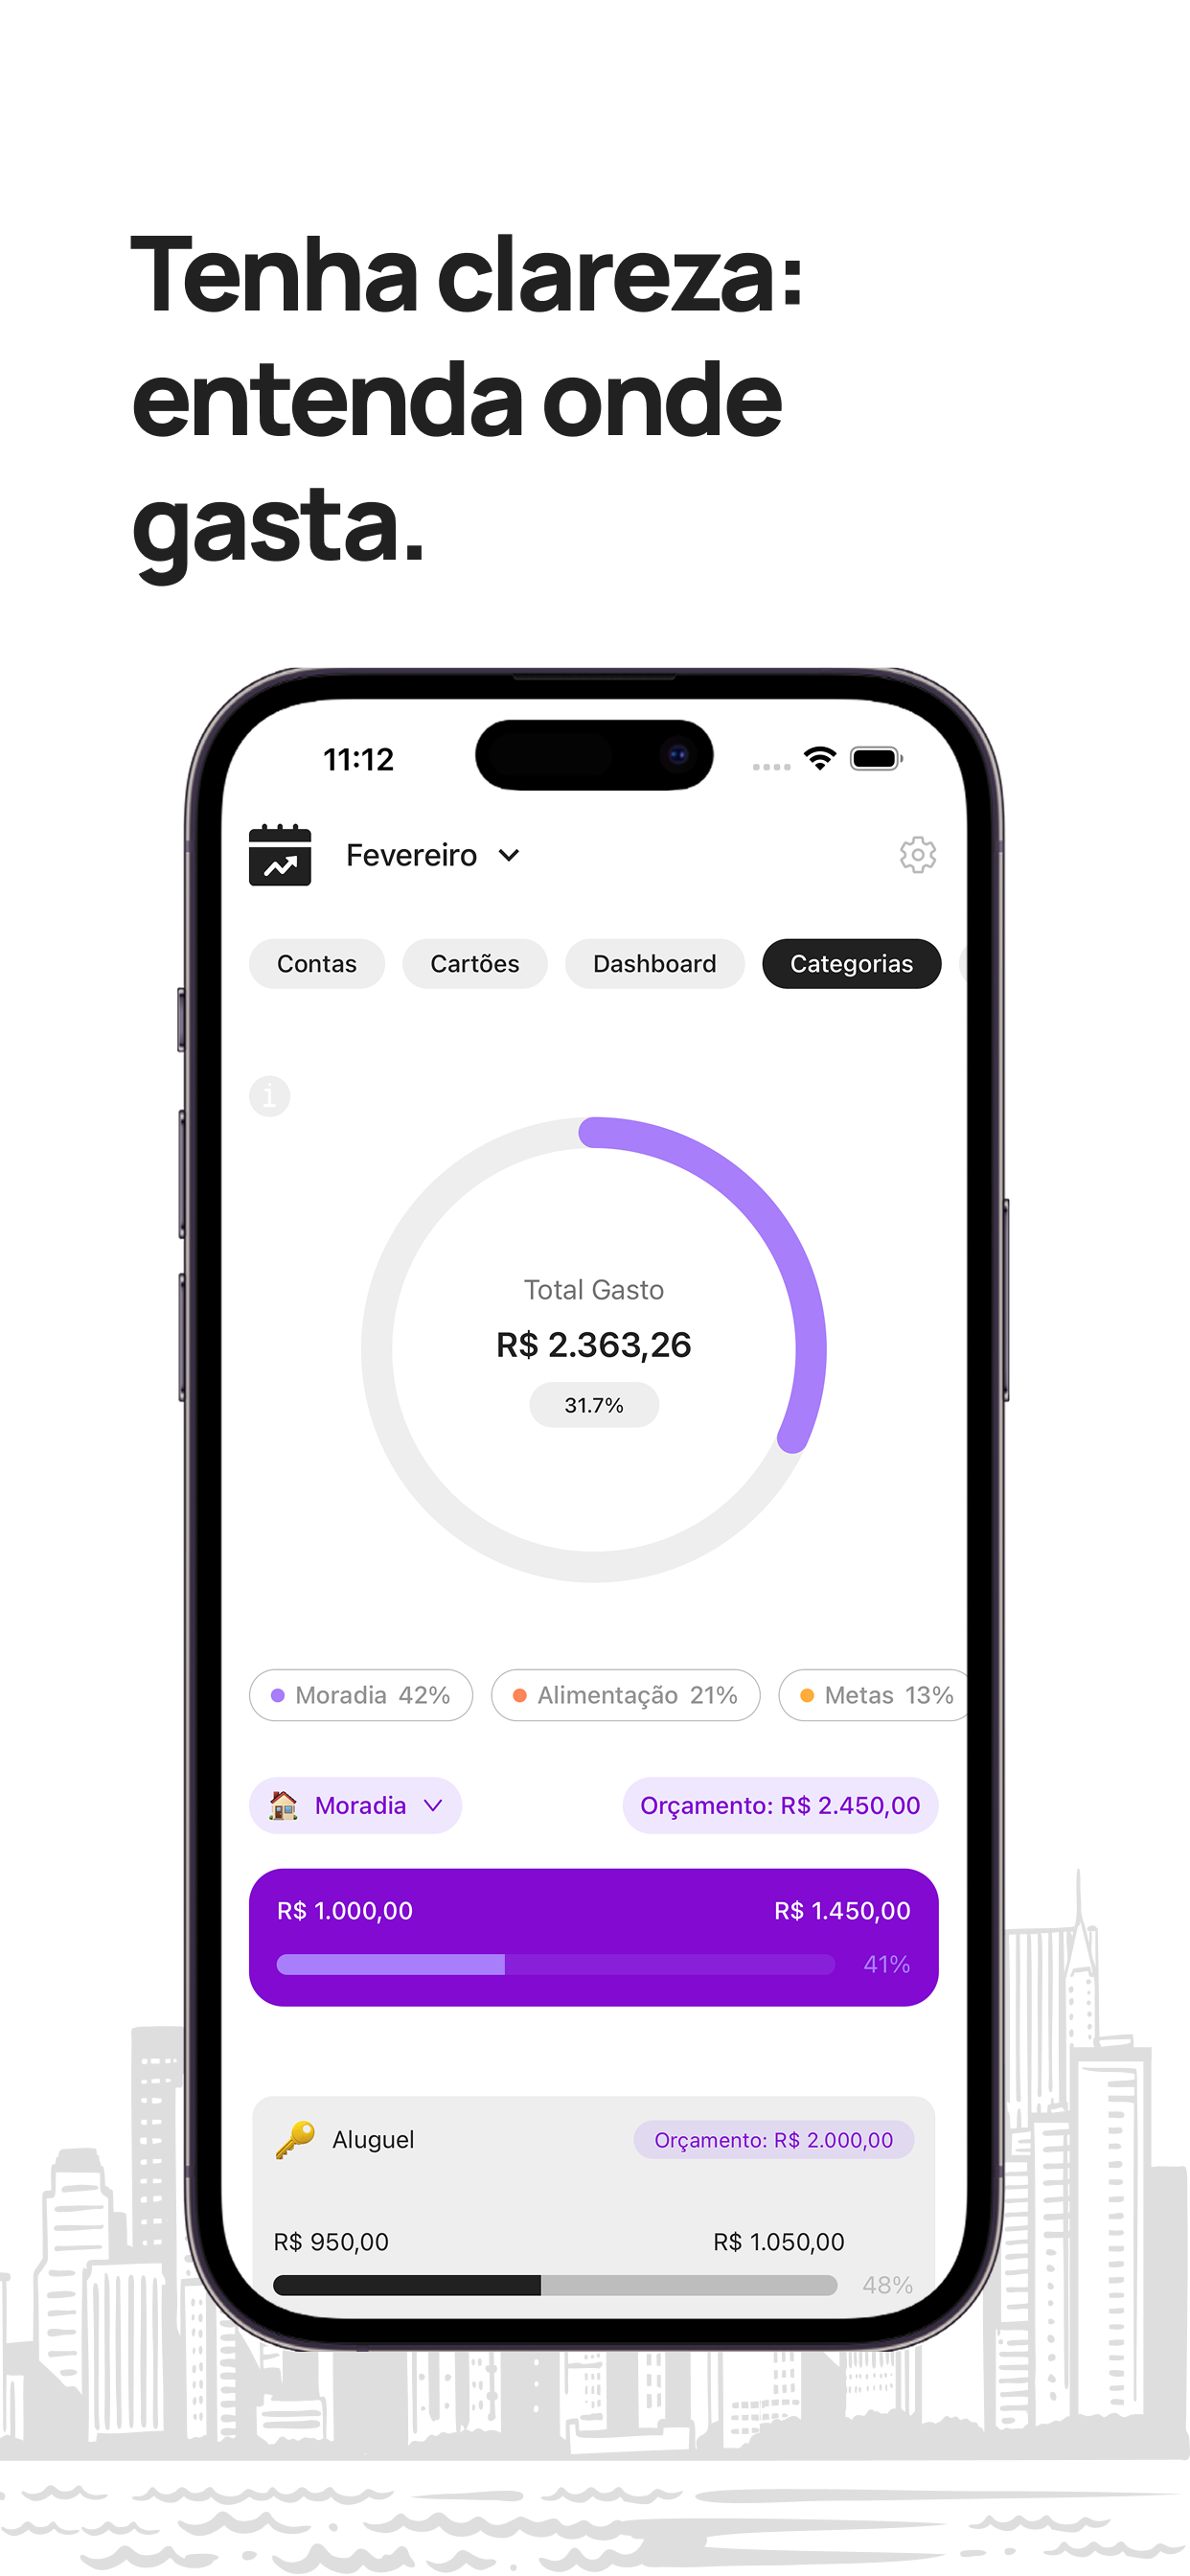 Tenha clareza:
entenda onde
gasta.
11:12
Fevereiro
Contas Cartões Dashboard Categorias
i
Total Gasto
R$ 2.363,26
31.7%
Moradia 42% Alimentação 21% Metas 13%
Moradia Orçamento: R$ 2.450,00
R$ 1.000,00 R$ 1.450,00
41%
Aluguel Orçamento: R$ 2.000,00
R$ 950,00 R$ 1.050,00
48%